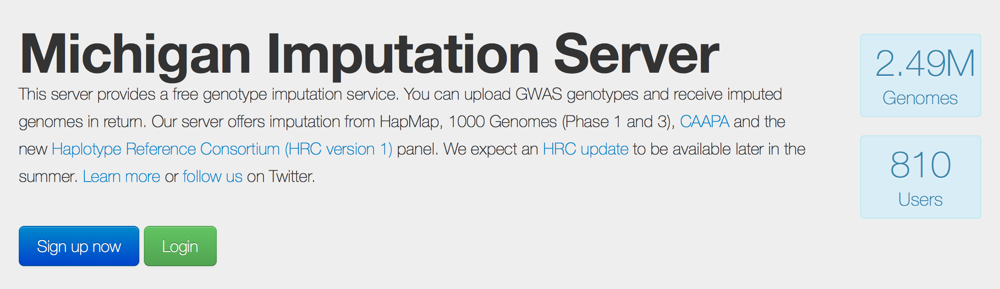 Michigan Imputation Server
This server provides a free genotype imputation service. You can upload GWAS genotypes and receive imputed
genomes in return. Our server offers imputation from HapMap, 1000 Genomes (Phase 1 and 3), CAAPA and the
new Haplotype Reference Consortium (HRC version 1) panel. We expect an HRC update to be available later in the
summer. Learn more or follow us on Twitter.
Sign up now
Login
2.49M
Genomes
810
Users